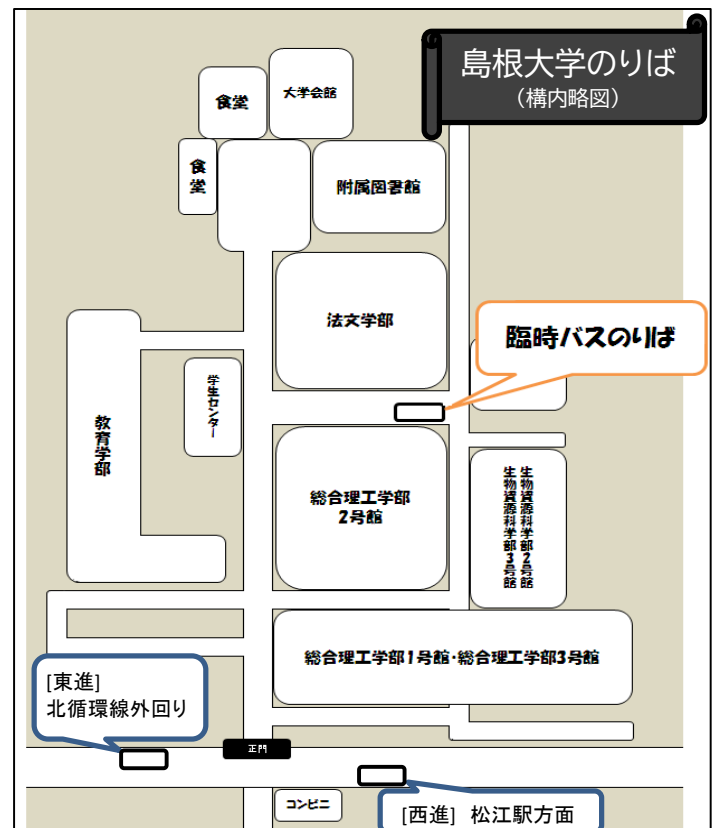 島根大学のりば
（構内略図）
大学会館
食堂
食堂
附属図書館
法文学部
臨時バスのりば
学生センター
教育学部
総合理工学部
2号館
生物資源科学部2号館
生物資源科学部3号館
総合理工学部1号館・総合理工学部3号館
[東進]
北循環線外回り
正門
コンビニ
[西進] 松江駅方面